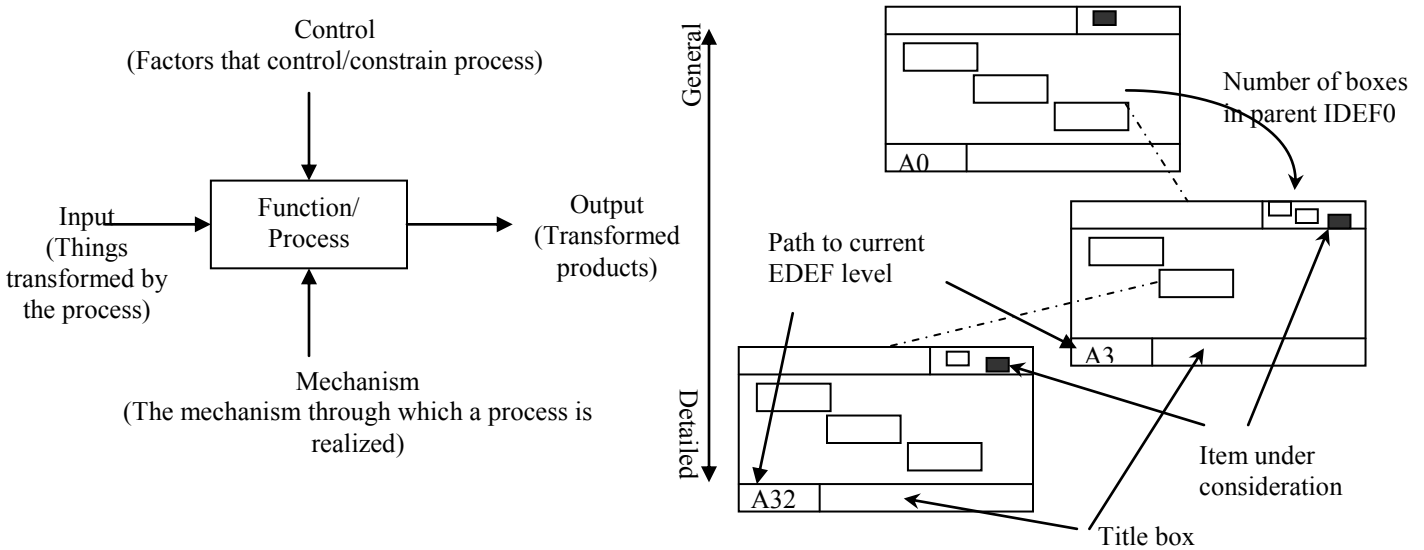 Control
(Factors that control/constrain process)
Input
(Things
transformed by
the process)
Function/
Process
Output
(Transformed
products)
Mechanism
(The mechanism through which a process is
realized)
General
Detailed
A0
Number of boxes
in parent IDEF0
Path to current
EDEF level
A3
A32
Item under
consideration
Title box